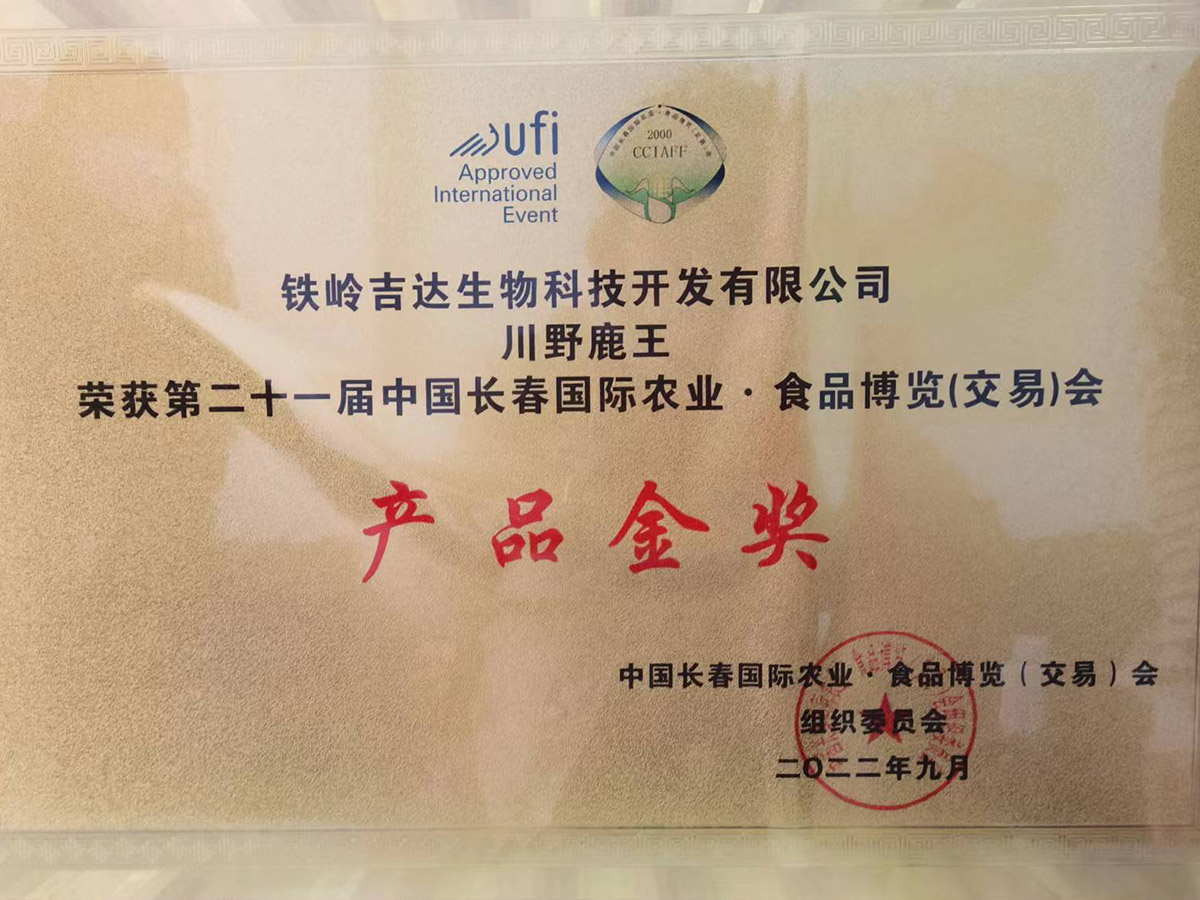 ufi
Approved
International
Event
2000
CCIAFF
铁岭吉达生物科技开发有限公司
川野鹿王
荣获第二十一届中国长春国际农业·食品博览(交易)会
产品金奖
中国长春国际农业·食品博览(交易)会
组织委员会
二〇二二年九月